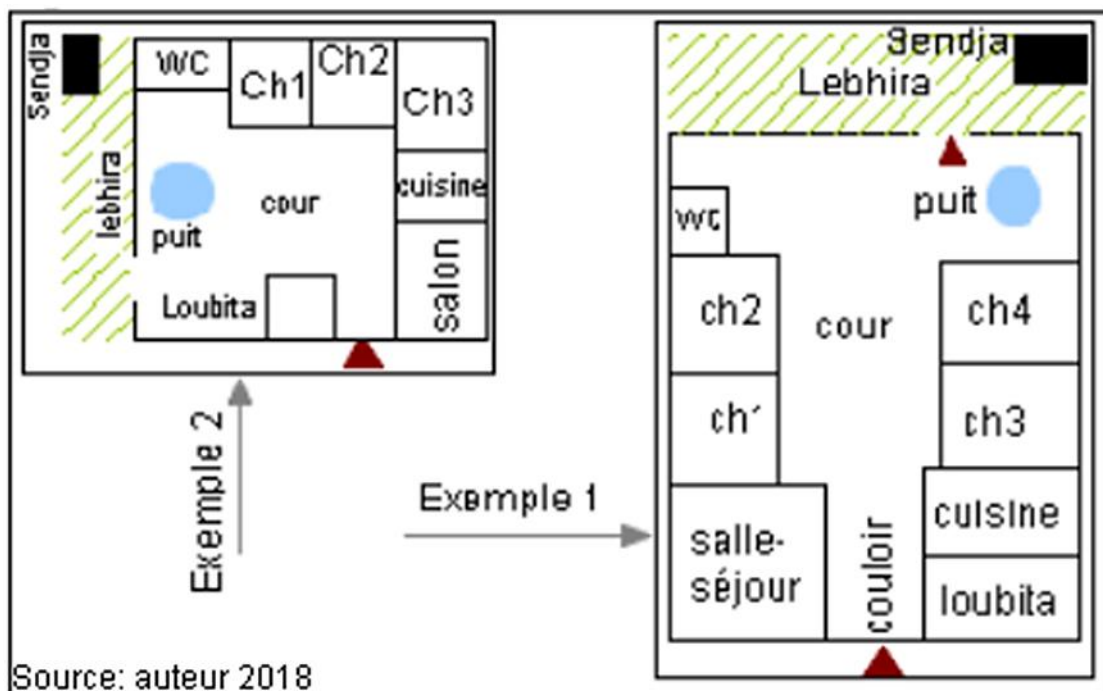 Sendja
lebhira
WC
Ch1
Ch2
Ch3
cuisine
salon
cour
puit
Loubita
Exemple 2
Exemple 1
Sendja
Lebhira
puit
wc
ch2
cour
ch4
ch1
ch3
salle-
séjour
couloir
cuisine
loubita
Source: auteur 2018